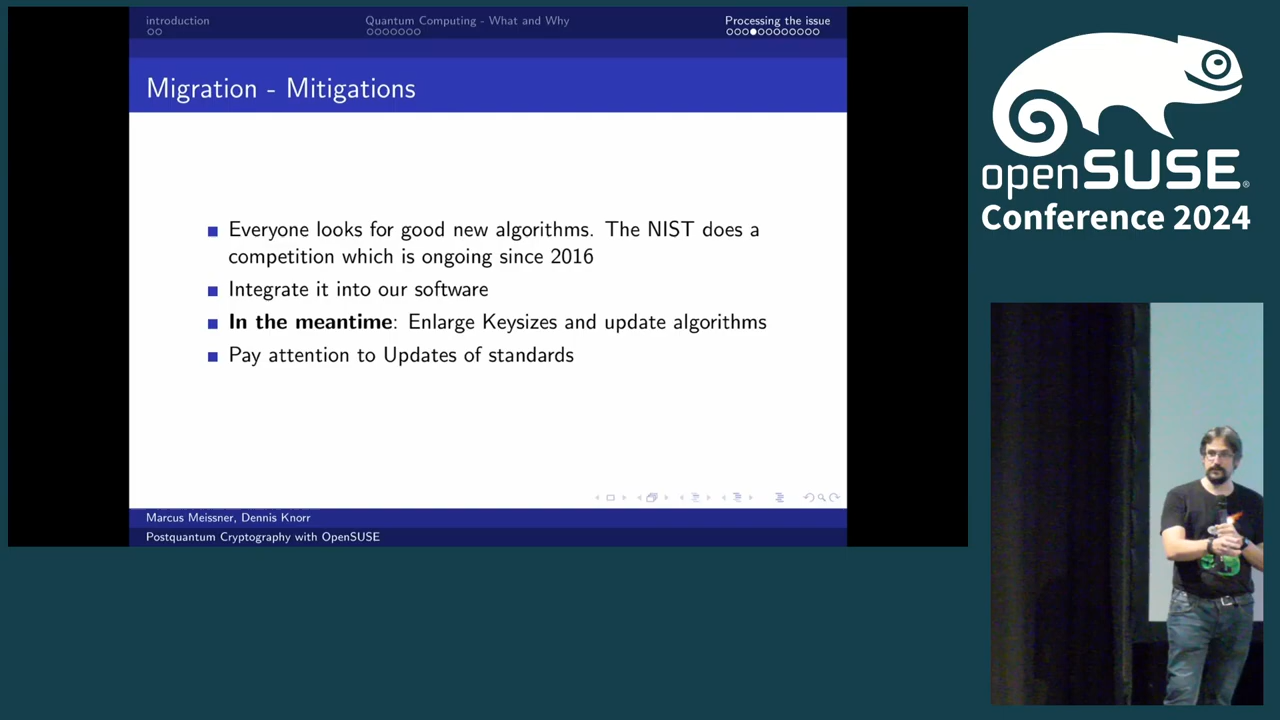 introduction
Quantum Computing - What and Why
Processing the issue
Migration - Mitigations
Everyone looks for good new algorithms. The NIST does a
competition which is ongoing since 2016
Integrate it into our software
In the meantime: Enlarge Keysizes and update algorithms
Pay attention to Updates of standards
Marcus Meissner, Dennis Knorr
Postquantum Cryptography with OpenSUSE
openSUSE®
Conference 2024